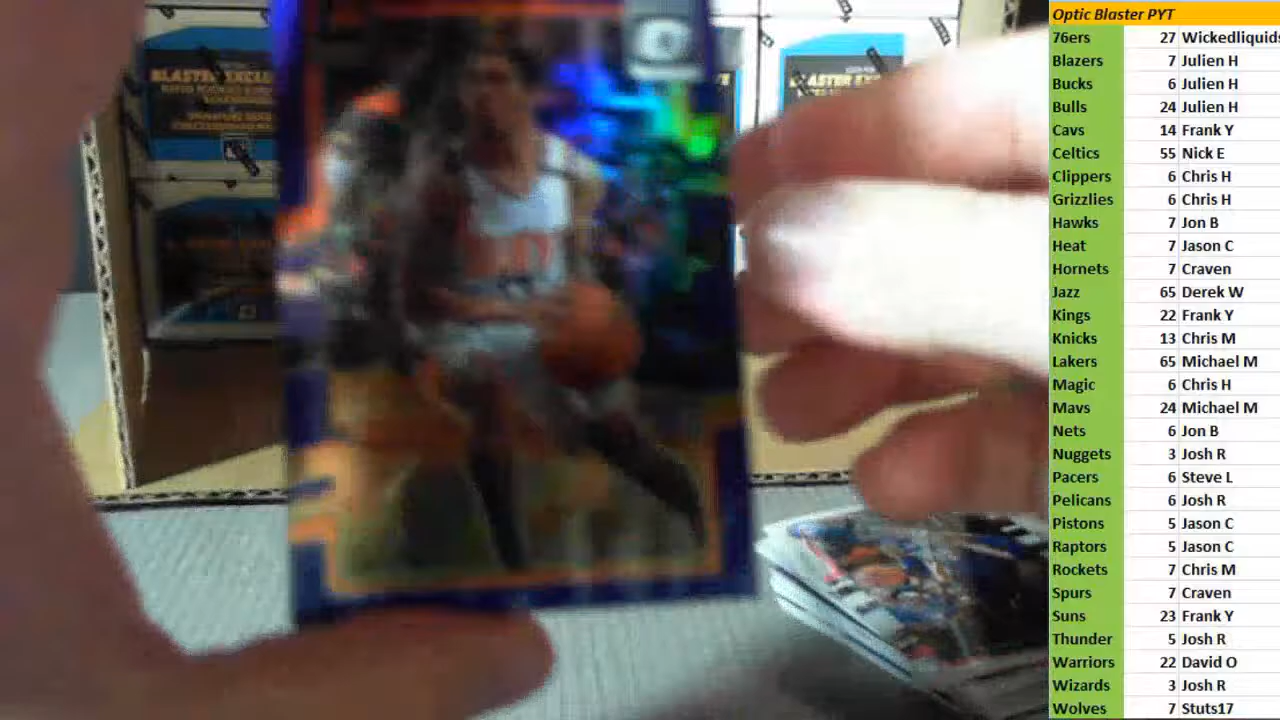 Optic Blaster PYT
76ers 27 Wickedliquids
Blazers 7 Julien H
Bucks 6 Julien H
Bulls 24 Julien H
Cavs 14 Frank Y
Celtics 55 Nick E
Clippers 6 Chris H
Grizzlies 6 Chris H
Hawks 7 Jon B
Heat 7 Jason C
Hornets 7 Craven
Jazz 65 Derek W
Kings 22 Frank Y
Knicks 13 Chris M
Lakers 65 Michael M
Magic 6 Chris H
Mavs 24 Michael M
Nets 6 Jon B
Nuggets 3 Josh R
Pacers 6 Steve L
Pelicans 6 Josh R
Pistons 5 Jason C
Raptors 5 Jason C
Rockets 7 Chris M
Spurs 7 Craven
Suns 23 Frank Y
Thunder 5 Josh R
Warriors 22 David O
Wizards 3 Josh R
Wolves 7 Stuts17